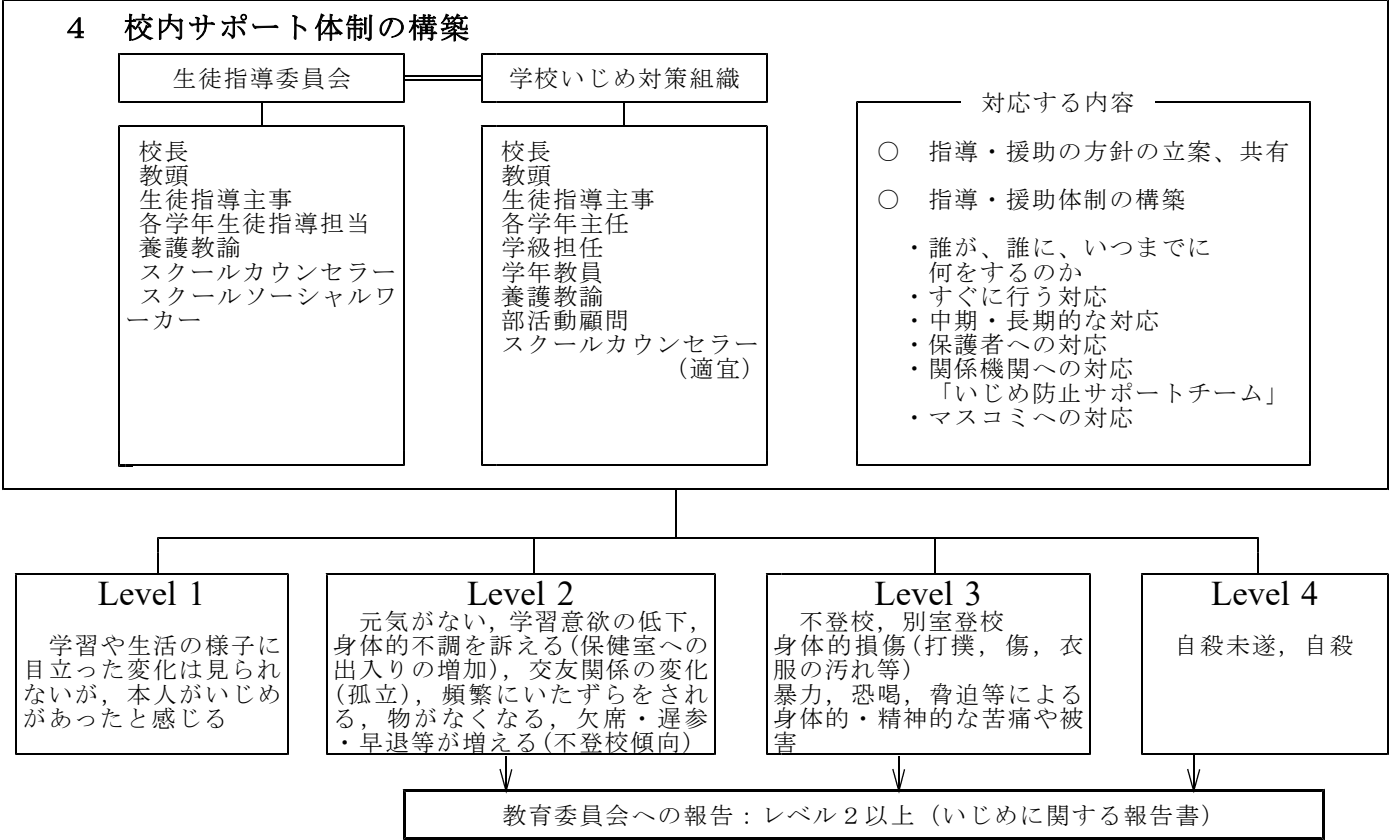 ４　校内サポート体制の構築
生徒指導委員会
学校いじめ対策組織
校長
教頭
生徒指導主事
各学年生徒指導担当
養護教諭
スクールカウンセラー
スクールソーシャルワ
ーカー
校長
教頭
生徒指導主事
各学年主任
学級担任
学年教員
養護教諭
部活動顧問
スクールカウンセラー
（適宜）
対応する内容
○　指導・援助の方針の立案、共有
○　指導・援助体制の構築
・誰が、誰に、いつまでに
何をするのか
・すぐに行う対応
・中期・長期的な対応
・保護者への対応
・関係機関への対応
「いじめ防止サポートチーム」
・マスコミへの対応
Level 1
学習や生活の様子に
目立った変化は見られ
ないが，本人がいじめ
があったと感じる
Level 2
元気がない，学習意欲の低下，
身体的不調を訴える(保健室への
出入りの増加)，交友関係の変化
(孤立)，頻繁にいたずらをされ
る，物がなくなる，欠席・遅参
・早退等が増える(不登校傾向)
Level 3
不登校，別室登校
身体的損傷(打撲，傷，衣
服の汚れ等)
暴力，恐喝，脅迫等による
身体的・精神的な苦痛や被
害
Level 4
自殺未遂，自殺
教育委員会への報告：レベル２以上（いじめに関する報告書）